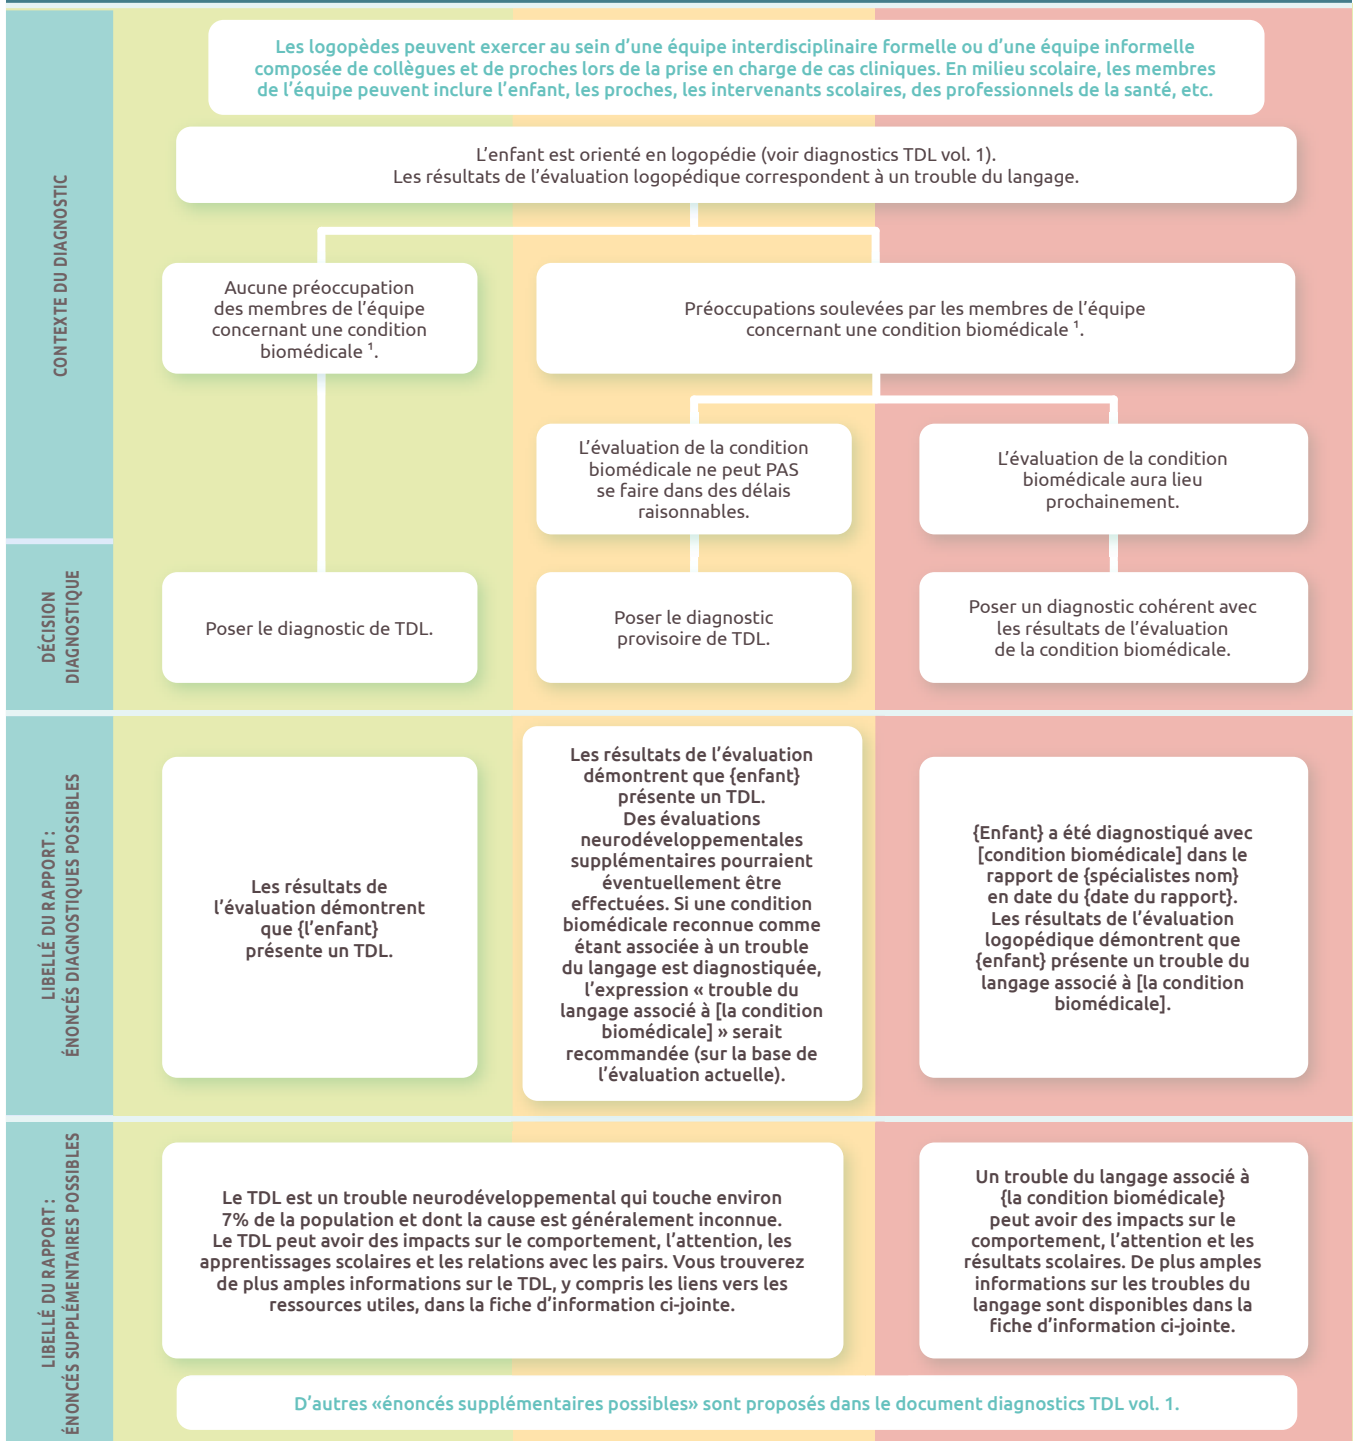 Les logopèdes peuvent exercer au sein d’une équipe interdisciplinaire formelle ou d’une équipe informelle
composée de collègues et de proches lors de la prise en charge de cas cliniques. En milieu scolaire, les membres
de l’équipe peuvent inclure l’enfant, les proches, les intervenants scolaires, des professionnels de la santé, etc.
CONTEXTE DU DIAGNOSTIC
L’enfant est orienté en logopédie (voir diagnostics TDL vol. 1).
Les résultats de l’évaluation logopédique correspondent à un trouble du langage.
Aucune préoccupation
des membres de l’équipe
concernant une condition
biomédicale ¹.
Préoccupations soulevées par les membres de l’équipe
concernant une condition biomédicale ¹.
L’évaluation de la condition
biomédicale ne peut PAS
se faire dans des délais
raisonnables.
L’évaluation de la condition
biomédicale aura lieu
prochainement.
DÉCISION
DIAGNOSTIQUE
Poser le diagnostic de TDL.
Poser le diagnostic
provisoire de TDL.
Poser un diagnostic cohérent avec
les résultats de l’évaluation
de la condition biomédicale.
LIBELLÉ DU RAPPORT :
ÉNONCÉS DIAGNOSTIQUES POSSIBLES
Les résultats de
l’évaluation démontrent
que {l’enfant}
présente un TDL.
Les résultats de l’évaluation
démontrent que {enfant}
présente un TDL.
Des évaluations
neurodéveloppementales
supplémentaires pourraient
éventuellement être
effectuées. Si une condition
biomédicale reconnue comme
étant associée à un trouble
du langage est diagnostiquée,
l’expression « trouble du
langage associé à [la condition
biomédicale] » serait
recommandée (sur la base de
l’évaluation actuelle).
{Enfant} a été diagnostiqué avec
[condition biomédicale] dans le
rapport de {spécialistes nom}
en date du {date du rapport}.
Les résultats de l’évaluation
logopédique démontrent que
{enfant} présente un trouble du
langage associé à [la condition
biomédicale].
LIBELLÉ DU RAPPORT :
ÉNONCÉS SUPPLÉMENTAIRES POSSIBLES
Le TDL est un trouble neurodéveloppemental qui touche environ
7% de la population et dont la cause est généralement inconnue.
Le TDL peut avoir des impacts sur le comportement, l’attention, les
apprentissages scolaires et les relations avec les pairs. Vous trouverez
de plus amples informations sur le TDL, y compris les liens vers les
ressources utiles, dans la fiche d’information ci-jointe.
Un trouble du langage associé à
{la condition biomédicale}
peut avoir des impacts sur le
comportement, l’attention et les
résultats scolaires. De plus amples
informations sur les troubles du
langage sont disponibles dans la
fiche d’information ci-jointe.
D’autres «énoncés supplémentaires possibles» sont proposés dans le document diagnostics TDL vol. 1.